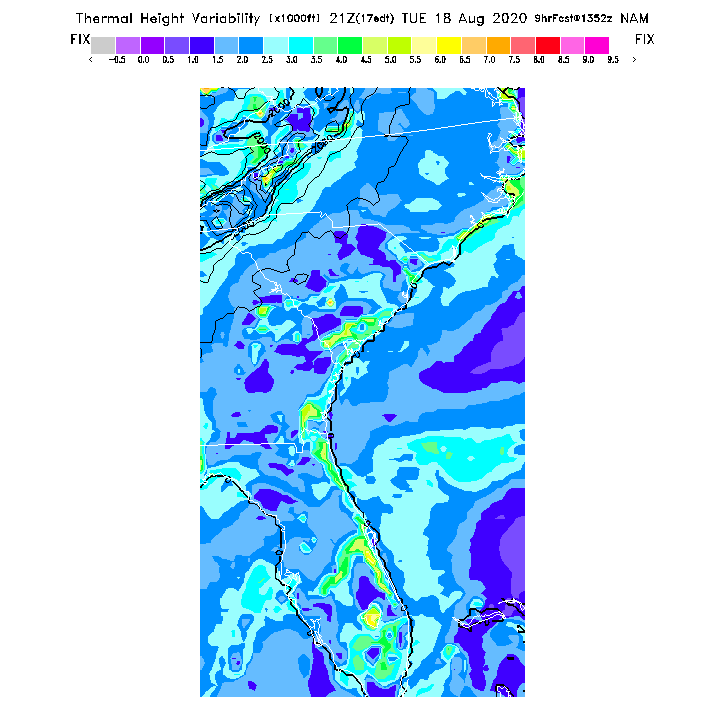 Thermal Height Variability [x1000ft] 21Z(17edt) TUE 18 Aug 2020 9hrFcst@1352z NAM
FIX FIX
< -0.5 0.0 0.5 1.0 1.5 2.0 2.5 3.0 3.5 4.0 4.5 5.0 5.5 6.0 6.5 7.0 7.5 8.0 8.5 9.0 9.5 >